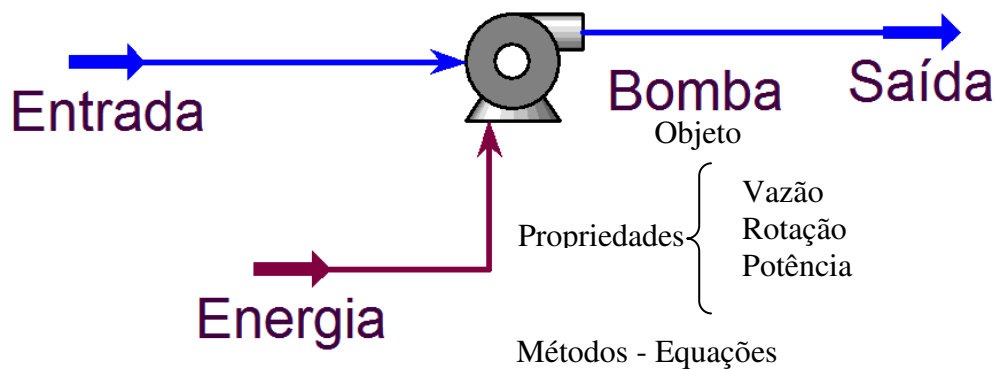 Entrada
Bomba
Saída
Objeto
Propriedades
Vazão
Rotação
Potência
Energia
Métodos - Equações